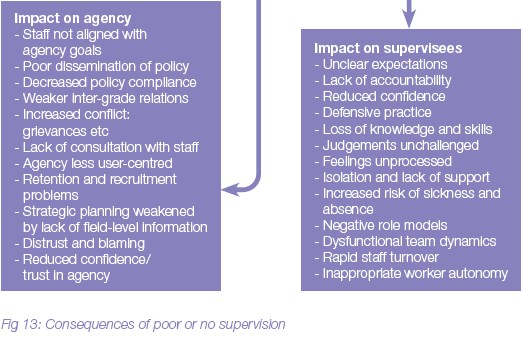 Impact on agency
- Staff not aligned with
agency goals
- Poor dissemination of policy
- Decreased policy compliance
- Weaker inter-grade relations
- Increased conflict:
grievances etc
- Lack of consultation with staff
- Agency less user-centred
- Retention and recruitment
problems
- Strategic planning weakened
by lack of field-level information
- Distrust and blaming
- Reduced confidence/
trust in agency
Impact on supervisees
- Unclear expectations
- Lack of accountability
- Reduced confidence
- Defensive practice
- Loss of knowledge and skills
- Judgements unchallenged
- Feelings unprocessed
- Isolation and lack of support
- Increased risk of sickness and
absence
- Negative role models
- Dysfunctional team dynamics
- Rapid staff turnover
- Inappropriate worker autonomy
Fig 13: Consequences of poor or no supervision